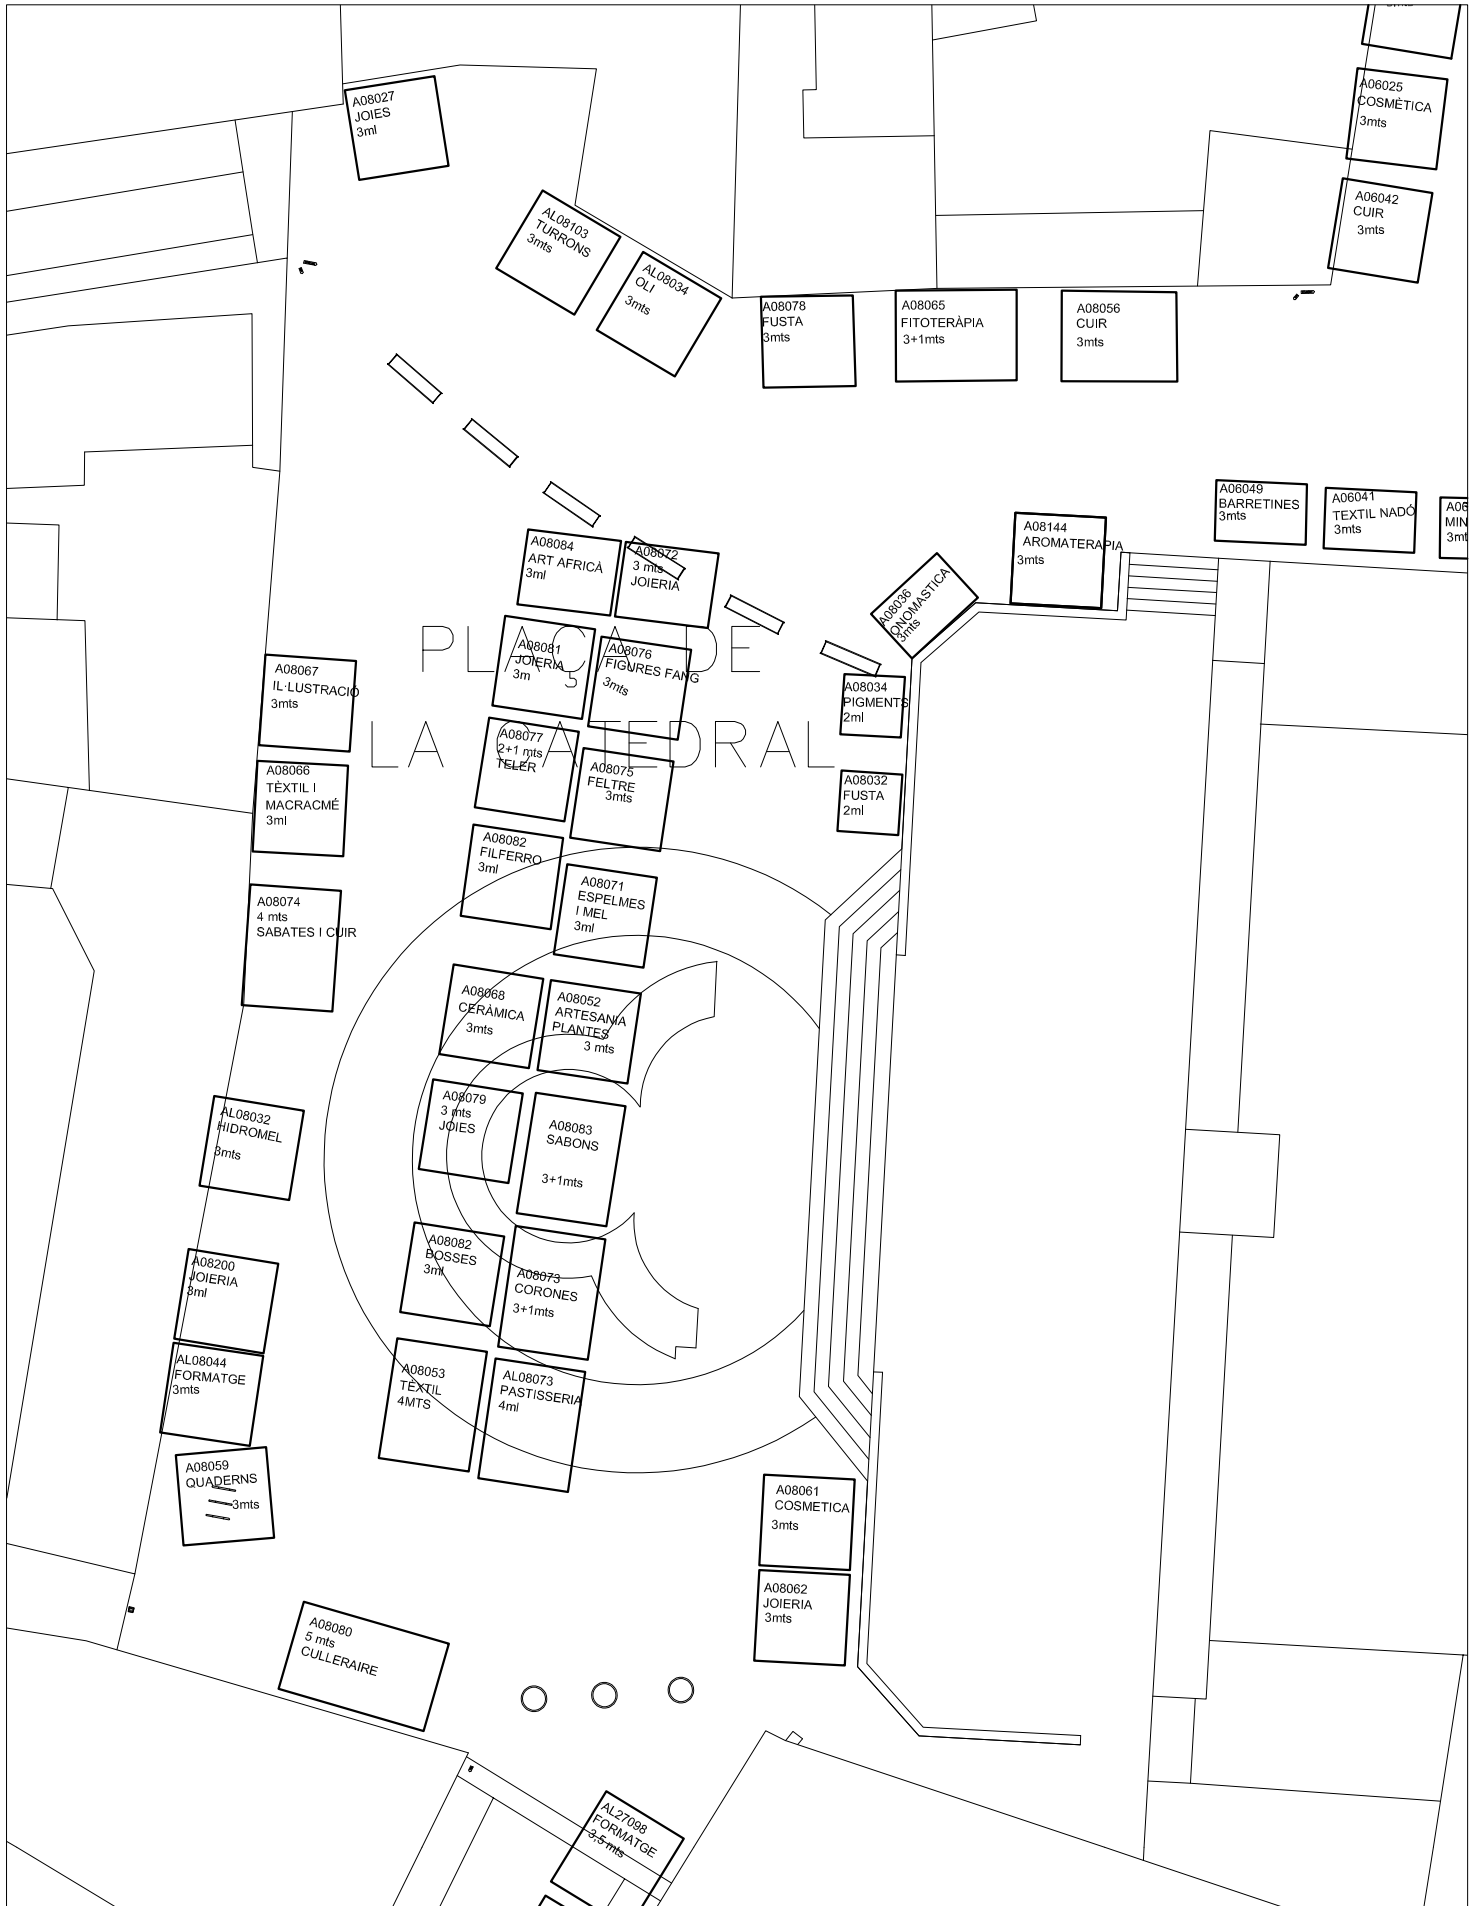 A06025
COSMÈTICA
3mts
A08027
JOIES
3ml
A06042
CUIR
3mts
AL08103
TURRONS
3mts
AL08034
OLI
3mts
A08078
FUSTA
3mts
A08065
FITOTERÀPIA
3+1mts
A08056
CUIR
3mts
A06049
BARRETINES
3mts
A06041
TEXTIL NADÓ
3mts
A08144
AROMATERAPIA
3mts
A08084
ART AFRICÀ
3ml
A08072
3 mts
JOIERIA
A08036
ONOMASTICA
3mts
PLAÇA DE
LA CATEDRAL
A08081
JOIERIA
3m
A08076
FIGURES FANG
3mts
A08067
IL·LUSTRACIÓ
3mts
A08034
PIGMENTS
2ml
A08077
2+1 mts
TELER
A08075
FELTRE
3mts
A08066
TÈXTIL I
MACRACMÉ
3ml
A08032
FUSTA
2ml
A08082
FILFERRO
3ml
A08071
ESPELMES
I MEL
3ml
A08074
4 mts
SABATES I CUIR
A08068
CERÀMICA
3mts
A08052
ARTESANIA
PLANTES
3 mts
A08079
3 mts
JOIES
A08083
SABONS
3+1mts
AL08032
HIDROMEL
3mts
A08082
BOSSES
3ml
A08073
CORONES
3+1mts
A08200
JOIERIA
3ml
AL08044
FORMATGE
3mts
A08053
TÈXTIL
4MTS
AL08073
PASTISSERIA
4ml
A08059
QUADERNS
3mts
A08061
COSMETICA
3mts
A08062
JOIERIA
3mts
A08080
5 mts
CULLERAIRE
AL27098
FORMATGE
3,5 mts